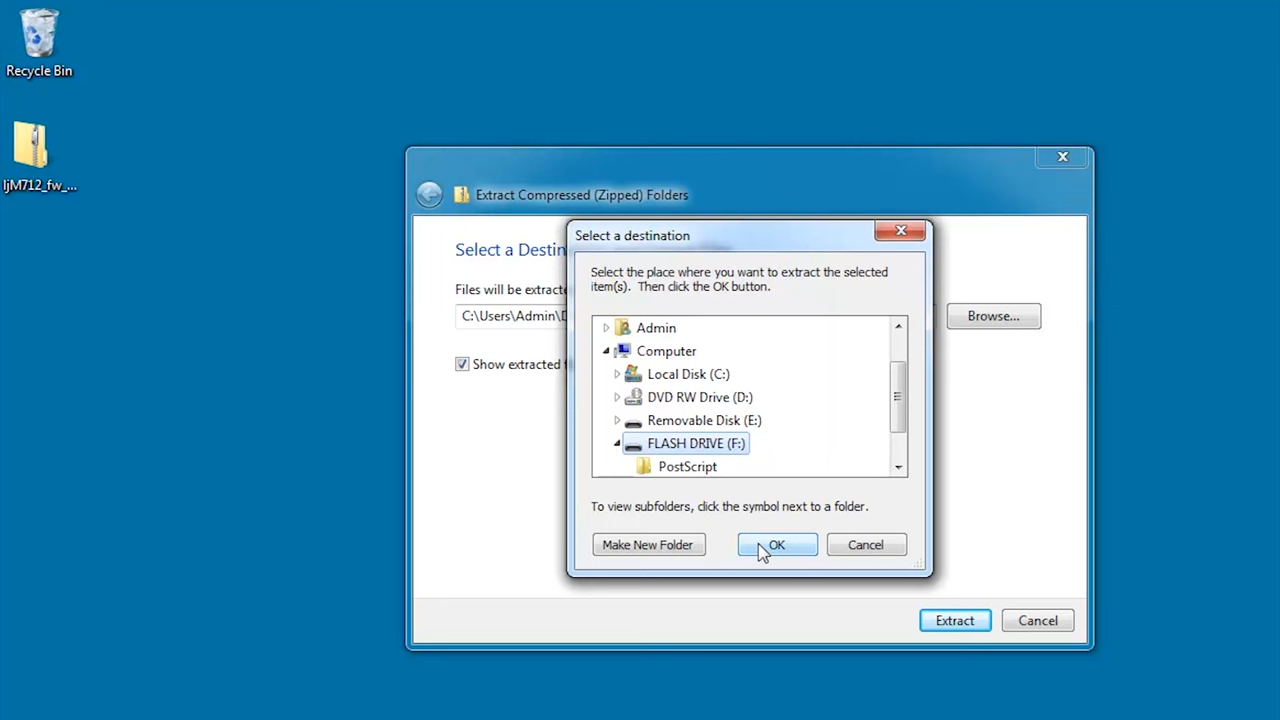 Recycle Bin
ljM712_fw_...
Extract Compressed (Zipped) Folders
Select a Destin
Files will be extracte
C:\Users\Admin\D
Browse...
Show extracted f
Select a destination
Select the place where you want to extract the selected
item(s). Then click the OK button.
Admin
Computer
Local Disk (C:)
DVD RW Drive (D:)
Removable Disk (E:)
FLASH DRIVE (F:)
PostScript
To view subfolders, click the symbol next to a folder.
Make New Folder
OK
Cancel
Extract
Cancel